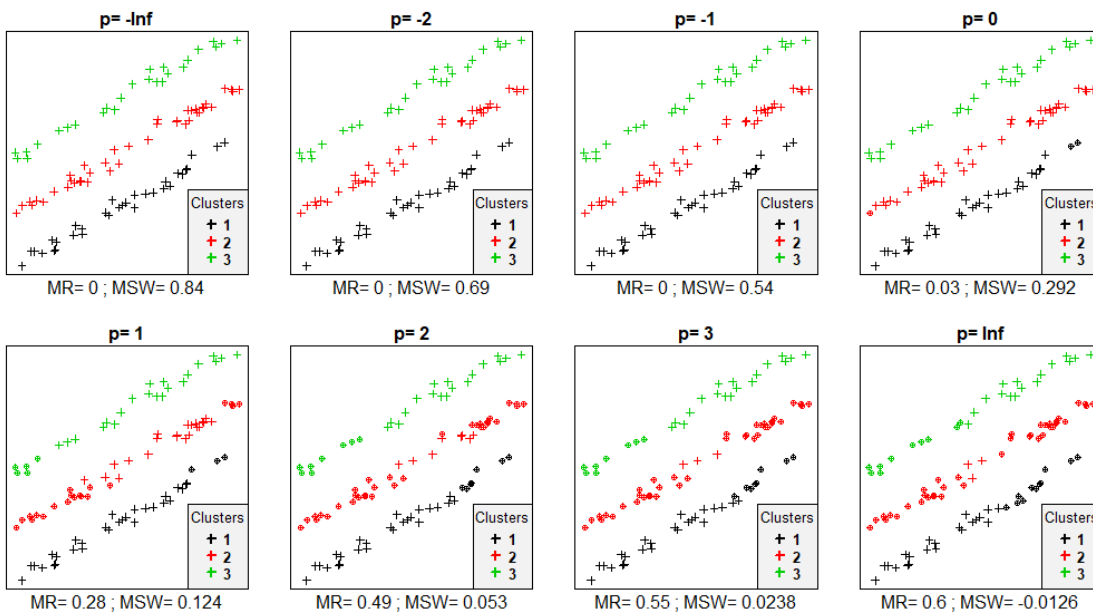 p= -Inf
p= -2
p= -1
p= 0
Clusters
1
2
3
Clusters
1
2
3
Clusters
1
2
3
Clusters
1
2
3
MR= 0 ; MSW= 0.84
MR= 0 ; MSW= 0.69
MR= 0 ; MSW= 0.54
MR= 0.03 ; MSW= 0.292
p= 1
p= 2
p= 3
p= Inf
Clusters
1
2
3
Clusters
1
2
3
Clusters
1
2
3
Clusters
1
2
3
MR= 0.28 ; MSW= 0.124
MR= 0.49 ; MSW= 0.053
MR= 0.55 ; MSW= 0.0238
MR= 0.6 ; MSW= -0.0126